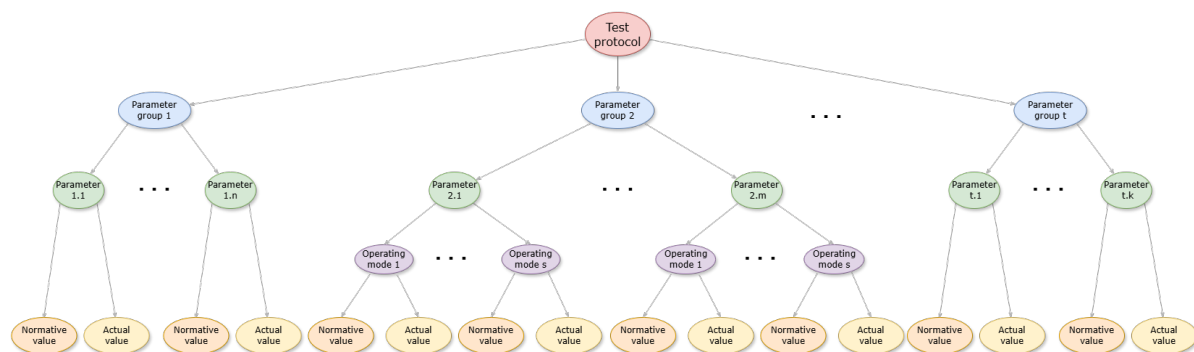 Test
protocol
Parameter
group 1
Parameter
group 2
. . .
Parameter
group t
Parameter
1.1
. . .
Parameter
1.n
Parameter
2.1
. . .
Parameter
2.m
Parameter
t.1
. . .
Parameter
t.k
Operating
mode 1
. . .
Operating
mode s
Operating
mode 1
. . .
Operating
mode s
Normative
value
Actual
value
Normative
value
Actual
value
Normative
value
Actual
value
Normative
value
Actual
value
Normative
value
Actual
value
Normative
value
Actual
value
Normative
value
Actual
value
Normative
value
Actual
value